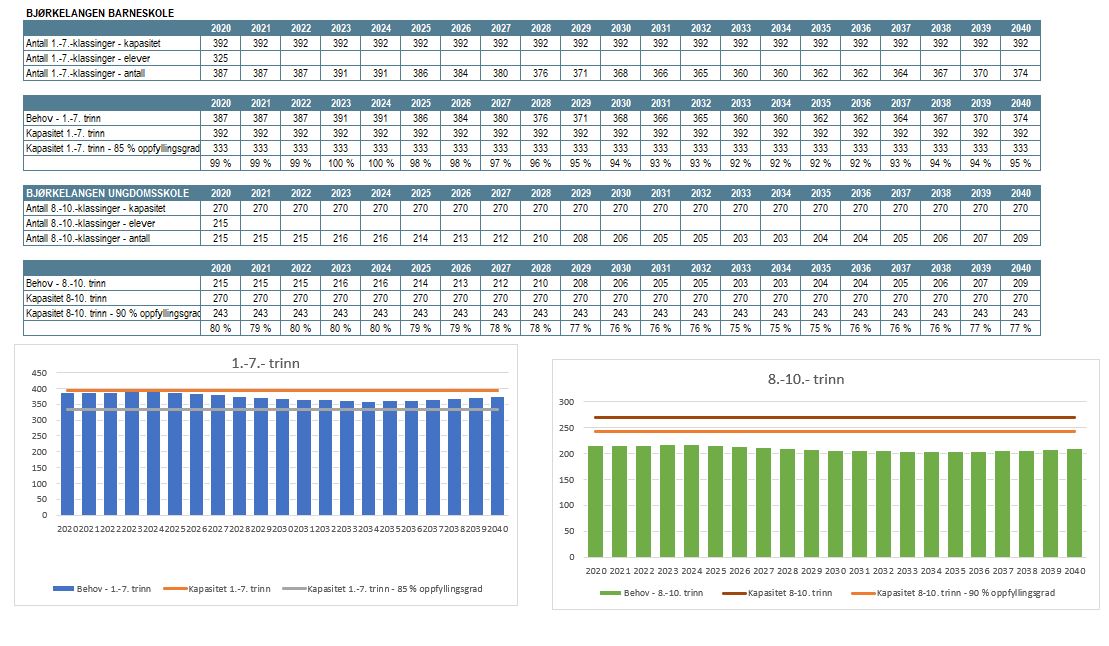 BJØRKELANGEN BARNESKOLE
2020 2021 2022 2023 2024 2025 2026 2027 2028 2029 2030 2031 2032 2033 2034 2035 2036 2037 2038 2039 2040
Antall 1.-7.-klassinger - kapasitet 392 392 392 392 392 392 392 392 392 392 392 392 392 392 392 392 392 392 392 392 392
Antall 1.-7.-klassinger - elever 325
Antall 1.-7.-klassinger - antall 387 387 387 391 391 386 384 380 376 371 368 366 365 360 360 362 362 364 367 370 374
2020 2021 2022 2023 2024 2025 2026 2027 2028 2029 2030 2031 2032 2033 2034 2035 2036 2037 2038 2039 2040
Behov - 1.-7. trinn 387 387 387 391 391 386 384 380 376 371 368 366 365 360 360 362 362 364 367 370 374
Kapasitet 1.-7. trinn 392 392 392 392 392 392 392 392 392 392 392 392 392 392 392 392 392 392 392 392 392
Kapasitet 1.-7. trinn - 85 % oppfyllingsgrad 333 333 333 333 333 333 333 333 333 333 333 333 333 333 333 333 333 333 333 333 333
99 % 99 % 99 % 100 % 100 % 98 % 98 % 97 % 96 % 95 % 94 % 93 % 93 % 92 % 92 % 92 % 92 % 93 % 94 % 94 % 95 %
BJØRKELANGEN UNGDOMSSKOLE 2020 2021 2022 2023 2024 2025 2026 2027 2028 2029 2030 2031 2032 2033 2034 2035 2036 2037 2038 2039 2040
Antall 8.-10.-klassinger - kapasitet 270 270 270 270 270 270 270 270 270 270 270 270 270 270 270 270 270 270 270 270 270
Antall 8.-10.-klassinger - elever 215
Antall 8.-10.-klassinger - antall 215 215 215 216 216 214 213 212 210 208 206 205 205 203 203 204 204 205 206 207 209
2020 2021 2022 2023 2024 2025 2026 2027 2028 2029 2030 2031 2032 2033 2034 2035 2036 2037 2038 2039 2040
Behov - 8.-10. trinn 215 215 215 216 216 214 213 212 210 208 206 205 205 203 203 204 204 205 206 207 209
Kapasitet 8-10. trinn 270 270 270 270 270 270 270 270 270 270 270 270 270 270 270 270 270 270 270 270 270
Kapasitet 8-10. trinn - 90 % oppfyllingsgrad 243 243 243 243 243 243 243 243 243 243 243 243 243 243 243 243 243 243 243 243 243
80 % 79 % 80 % 80 % 80 % 79 % 79 % 78 % 78 % 77 % 76 % 76 % 76 % 75 % 75 % 75 % 76 % 76 % 76 % 77 % 77 %
1.-7.- trinn
450
400
350
300
250
200
150
100
50
0
2020 2021 2022 2023 2024 2025 2026 2027 2028 2029 2030 2031 2032 2033 2034 2035 2036 2037 2038 2039 2040
Behov - 1.-7. trinn Kapasitet 1.-7. trinn Kapasitet 1.-7. trinn - 85 % oppfyllingsgrad
8.-10.- trinn
300
250
200
150
100
50
0
2020 2021 2022 2023 2024 2025 2026 2027 2028 2029 2030 2031 2032 2033 2034 2035 2036 2037 2038 2039 2040
Behov - 8.-10. trinn Kapasitet 8-10. trinn Kapasitet 8-10. trinn - 90 % oppfyllingsgrad